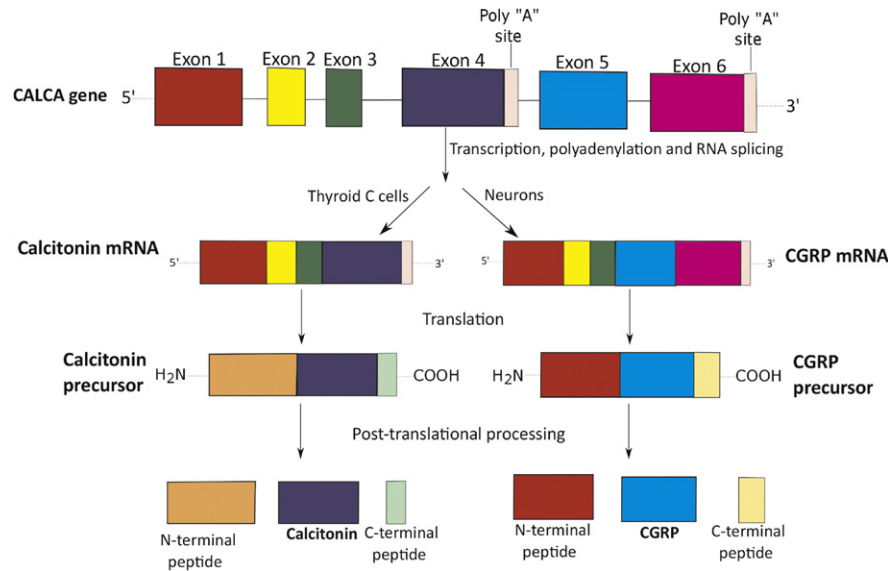 Poly "A"
site
Poly "A"
site
Exon 1
Exon 2
Exon 3
Exon 4
Exon 5
Exon 6
CALCA gene
5'
3'
Transcription, polyadenylation and RNA splicing
Thyroid C cells
Neurons
Calcitonin mRNA
5'
3'
5'
3'
CGRP mRNA
Translation
Calcitonin
precursor
H₂N
COOH
H₂N
COOH
CGRP
precursor
Post-translational processing
N-terminal
peptide
Calcitonin
C-terminal
peptide
N-terminal
peptide
CGRP
C-terminal
peptide